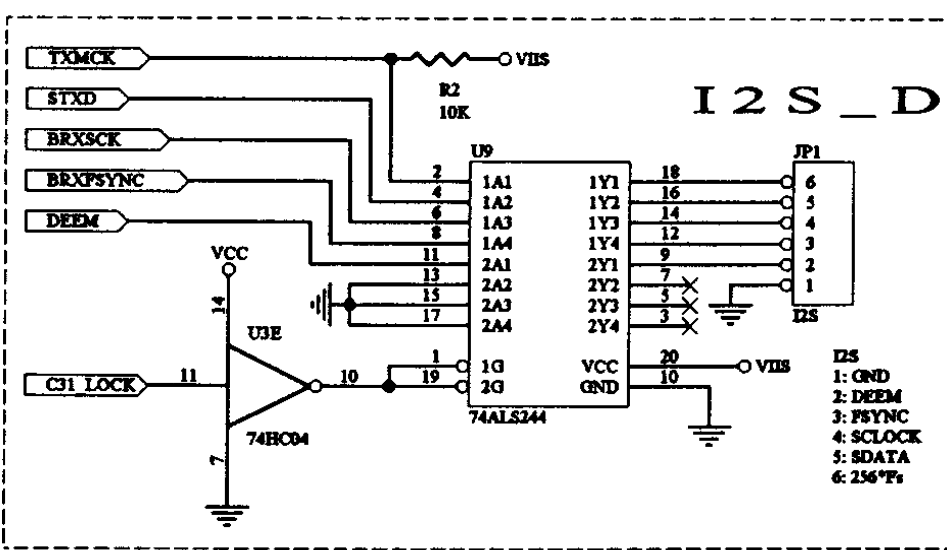 TXMCK
STXD
BRXSCK
BRXFSYNC
DEEM
VIIS
R2
10K
I2S_D
U9
JP1
2 1A1 1Y1 18 6
4 1A2 1Y2 16 5
6 1A3 1Y3 14 4
8 1A4 1Y4 12 3
11 2A1 2Y1 9 2
13 2A2 2Y2 7 1
15 2A3 2Y3 5
17 2A4 2Y4 3
I2S
1 1G VCC 20 VIIS
19 2G GND 10
74ALS244
VCC
14
U3E
C31_LOCK 11 10
74HC04
7
I2S
1: GND
2: DEEM
3: FSYNC
4: SCLOCK
5: SDATA
6: 256*Fs